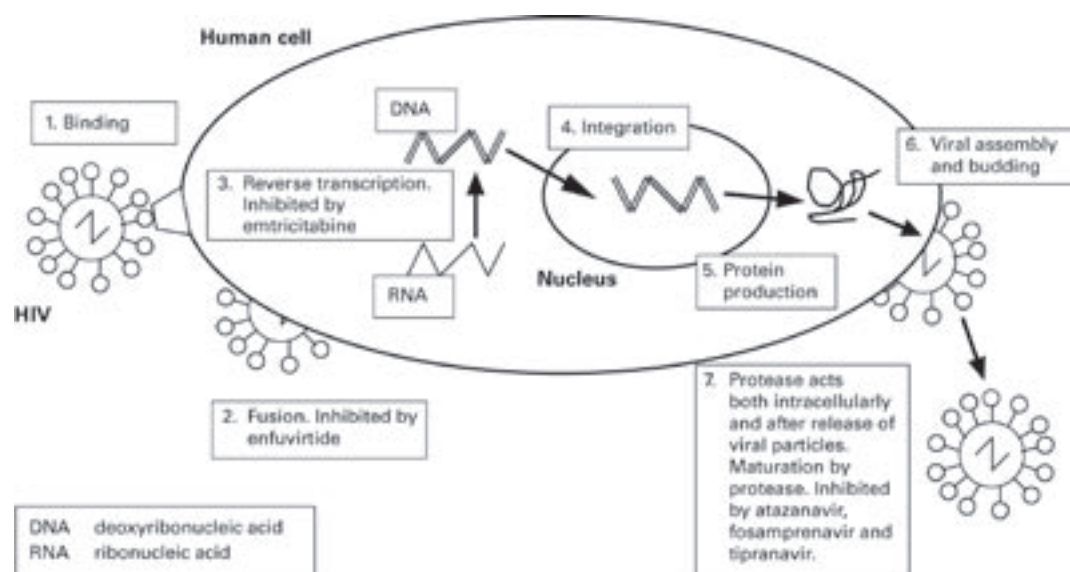 Human cell
1. Binding
DNA
4. Integration
6. Viral assembly
and budding
3. Reverse transcription.
Inhibited by
emtricitabine
RNA
Nucleus
5. Protein
production
HIV
2. Fusion. Inhibited by
enfuvirtide
7. Protease acts
both intracellularly
and after release of
viral particles.
Maturation by
protease. Inhibited
by atazanavir,
fosamprenavir and
tipranavir.
DNA deoxyribonucleic acid
RNA ribonucleic acid